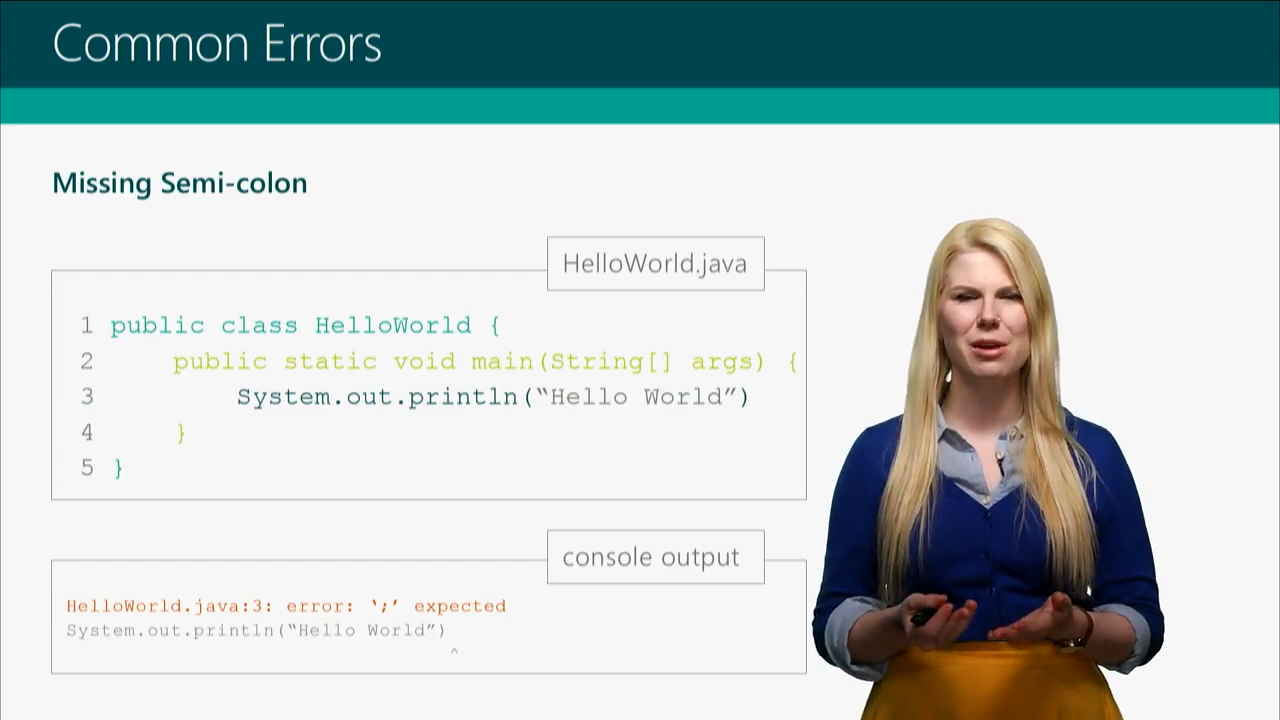 Common Errors
Missing Semi-colon
HelloWorld.java
1 public class HelloWorld {
2     public static void main(String[] args) {
3         System.out.println(“Hello World”)
4     }
5 }
console output
HelloWorld.java:3: error: ‘;’ expected
System.out.println(“Hello World”)
^